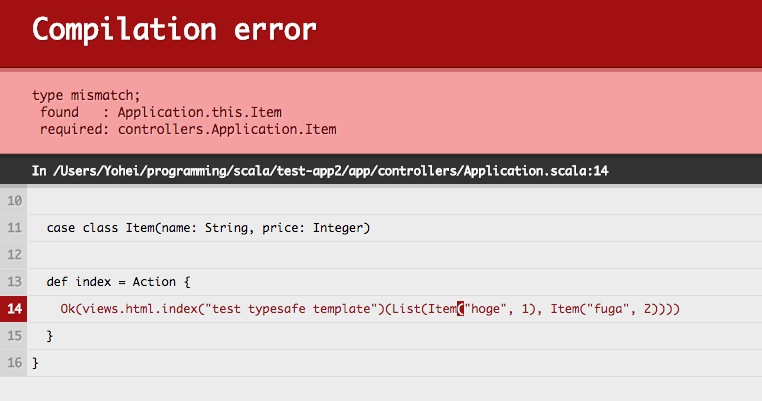 Compilation error
type mismatch;
found   : Application.this.Item
required: controllers.Application.Item
In /Users/Yohei/programming/scala/test-app2/app/controllers/Application.scala:14
10
11 case class Item(name: String, price: Integer)
12
13 def index = Action {
14 Ok(views.html.index("test typesafe template")(List(Item("hoge", 1), Item("fuga", 2))))
15 }
16 }